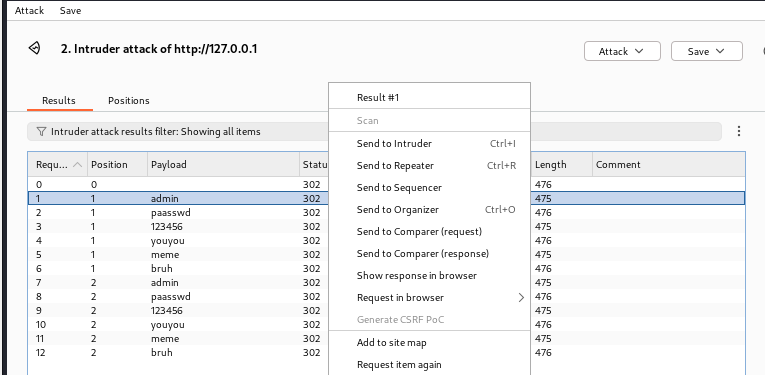 Attack Save
2. Intruder attack of http://127.0.0.1
Attack Save
Results Positions
Intruder attack results filter: Showing all items
Requ... Position Payload Statu Length Comment
0 0 302 476
1 1 admin 302 475
2 1 paasswd 302 476
3 1 123456 302 475
4 1 youyou 302 476
5 1 meme 302 475
6 1 bruh 302 476
7 2 admin 302 475
8 2 paasswd 302 476
9 2 123456 302 475
10 2 youyou 302 476
11 2 meme 302 475
12 2 bruh 302 476
Result #1
Scan
Send to Intruder Ctrl+I
Send to Repeater Ctrl+R
Send to Sequencer
Send to Organizer Ctrl+O
Send to Comparer (request)
Send to Comparer (response)
Show response in browser
Request in browser
Generate CSRF PoC
Add to site map
Request item again